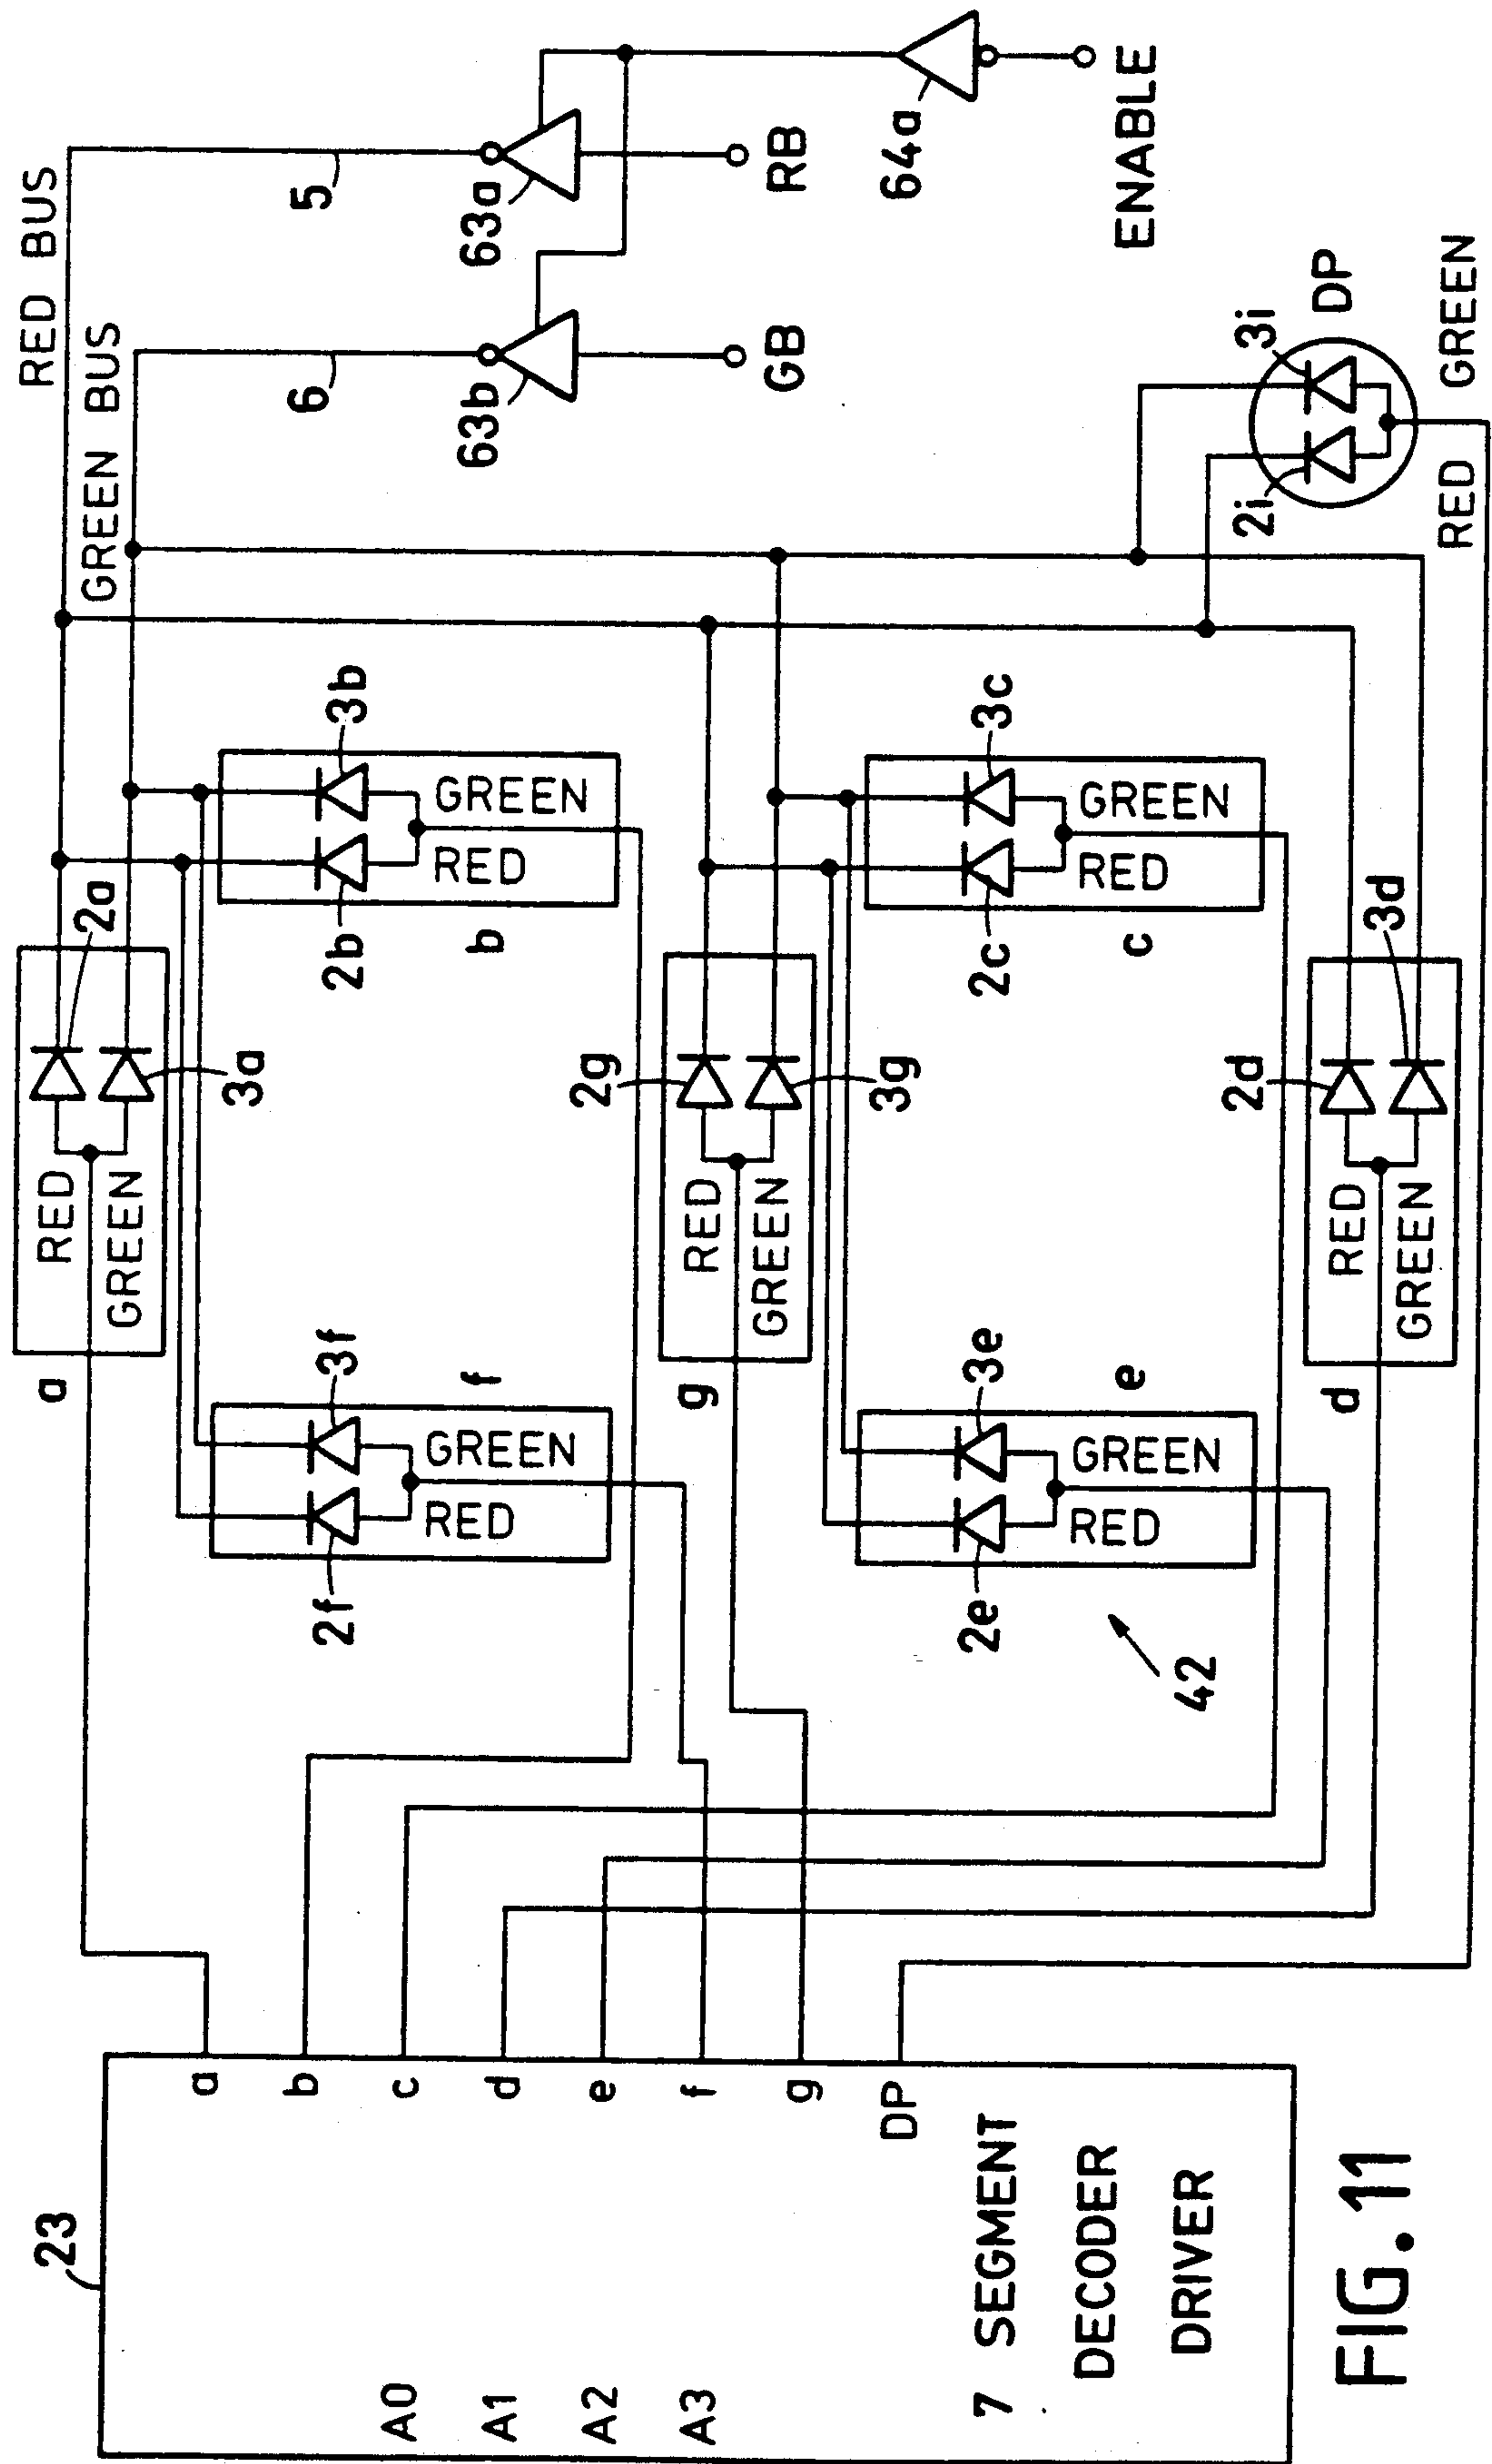 RED BUS
GREEN BUS
5
6
63a
63b
RB
GB
64a
ENABLE
23
a
b
c
d
e
f
g
DP
A0
A1
A2
A3
7 SEGMENT
DECODER
DRIVER
a
RED
GREEN
2a
3a
f
2f
3f
RED
GREEN
b
2b
3b
RED
GREEN
g
RED
GREEN
2g
3g
e
2e
3e
RED
GREEN
c
2c
3c
RED
GREEN
d
RED
GREEN
2d
3d
DP
2i
3i
RED
GREEN
42
FIG. 11